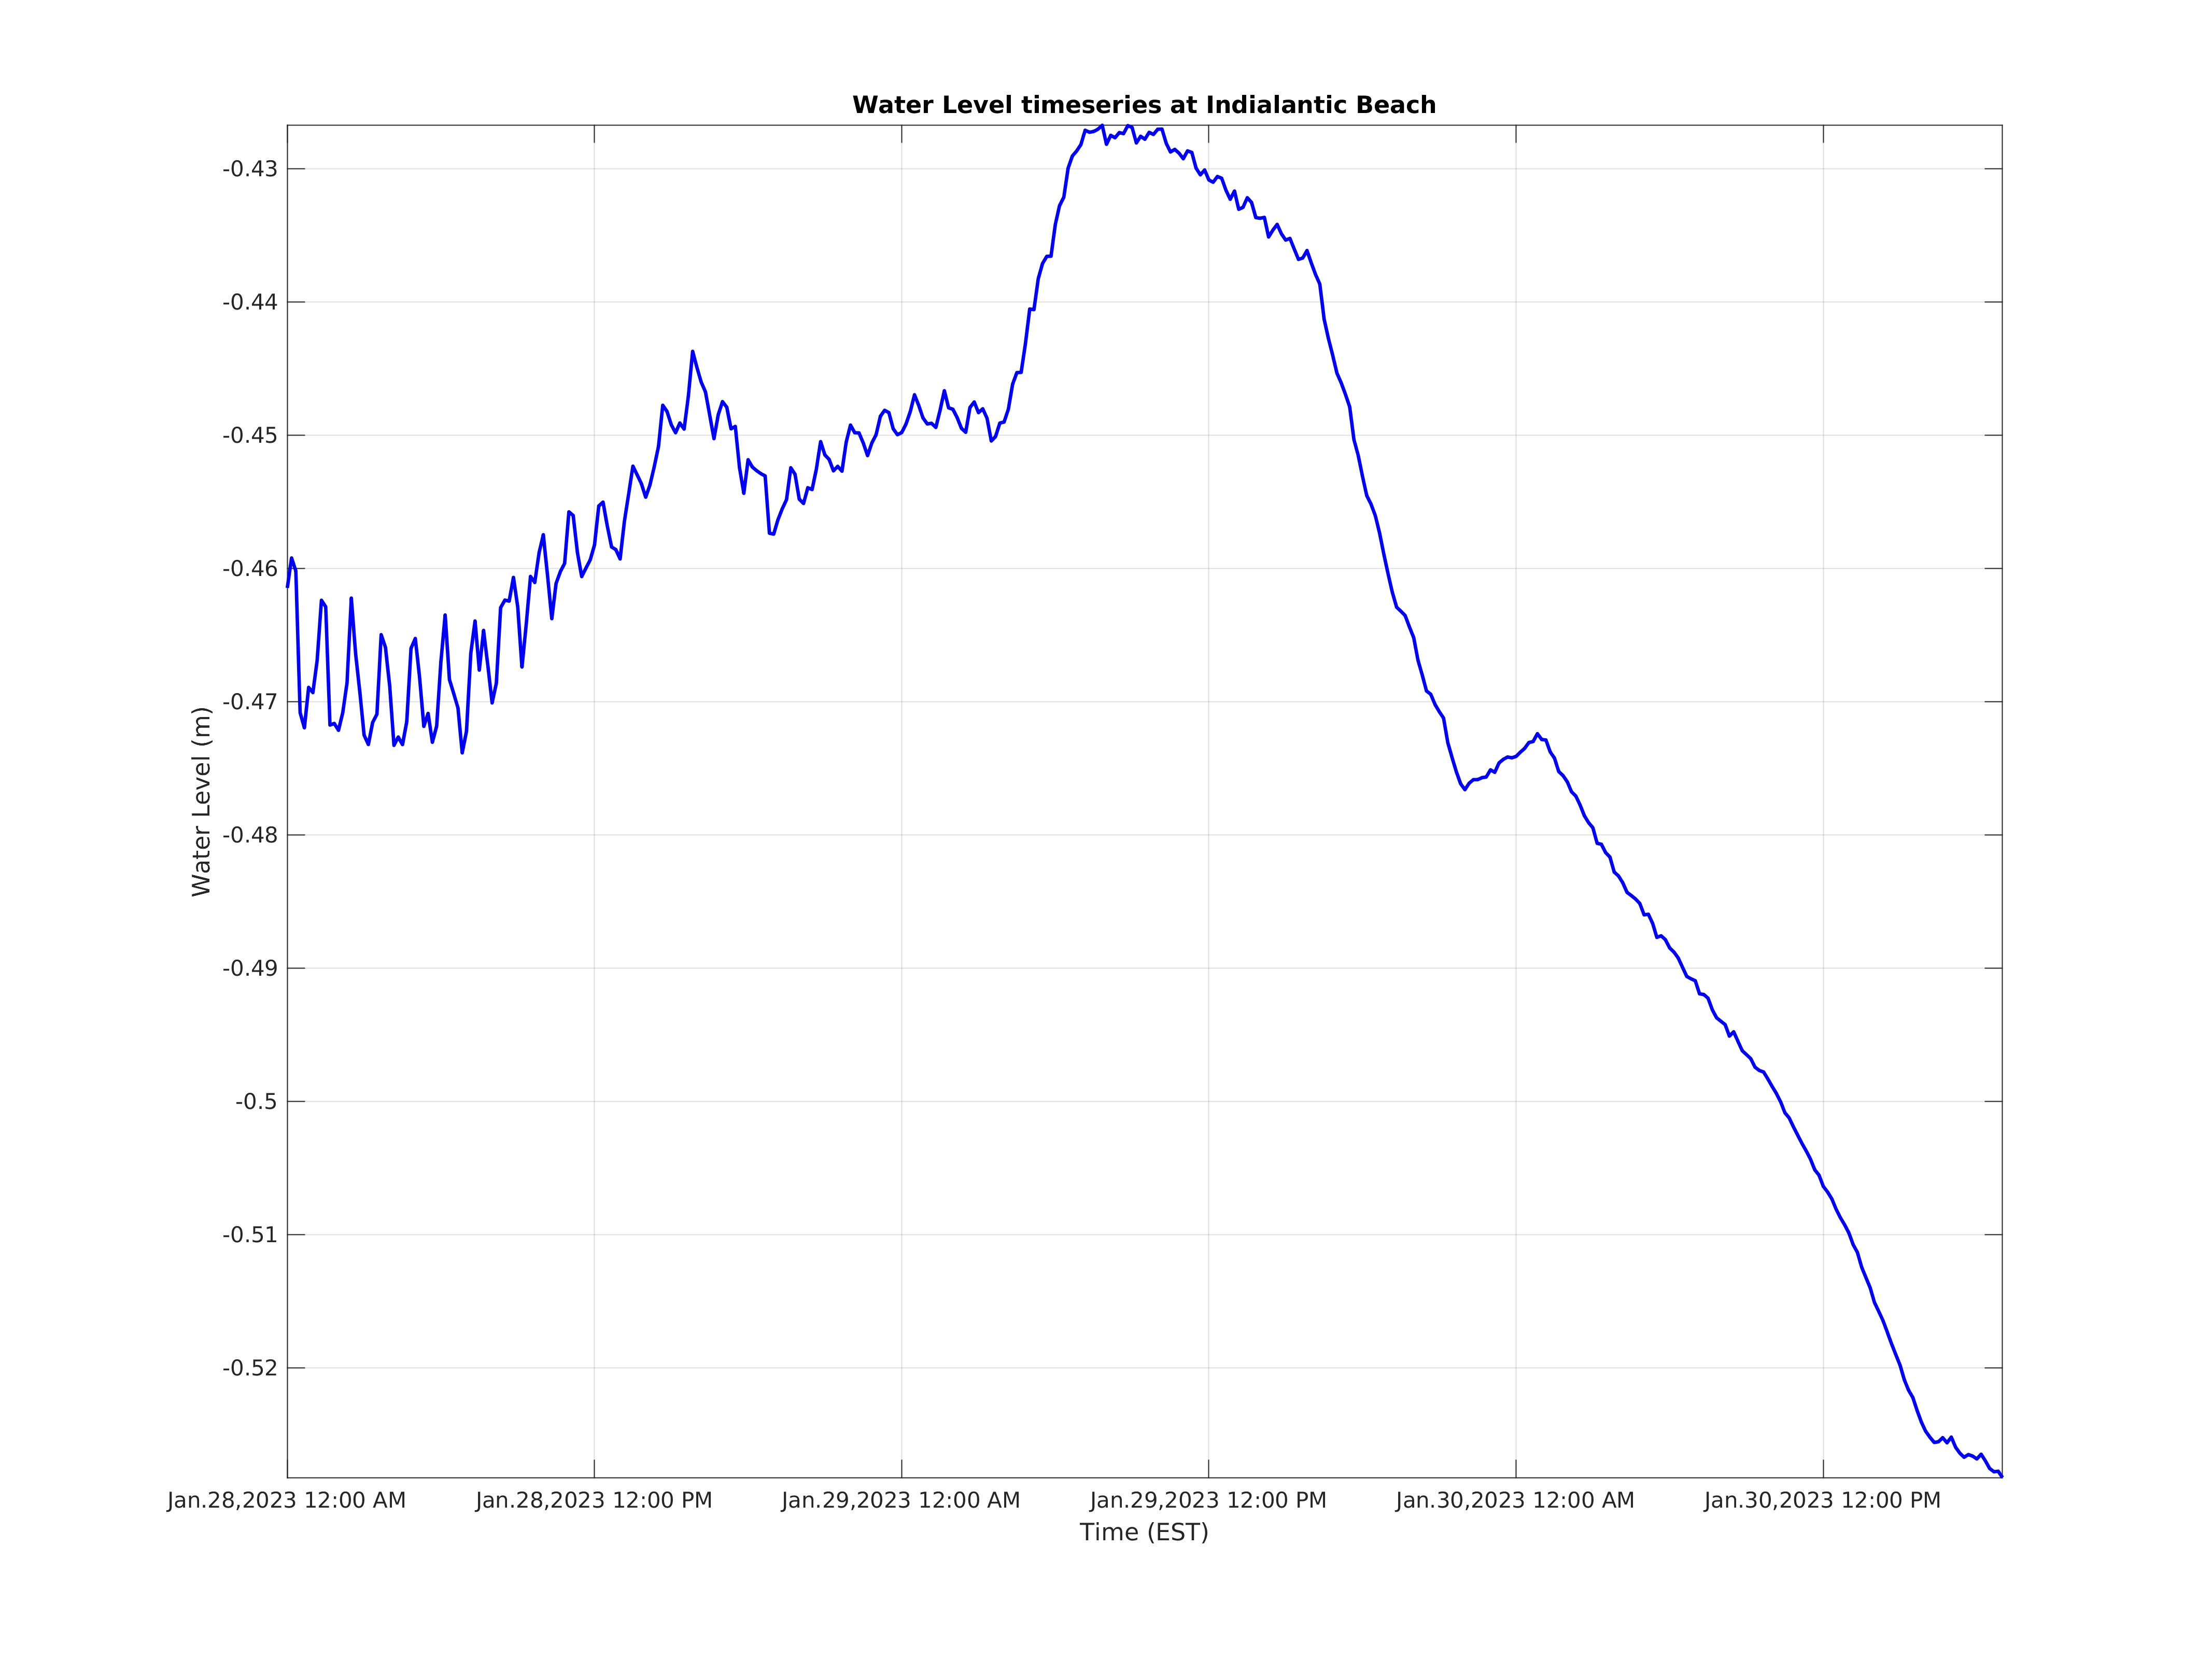 Water Level timeseries at Indialantic Beach
-0.43
-0.44
-0.45
-0.46
-0.47
-0.48
-0.49
-0.5
-0.51
-0.52
Water Level (m)
Jan.28,2023 12:00 AM
Jan.28,2023 12:00 PM
Jan.29,2023 12:00 AM
Jan.29,2023 12:00 PM
Jan.30,2023 12:00 AM
Jan.30,2023 12:00 PM
Time (EST)